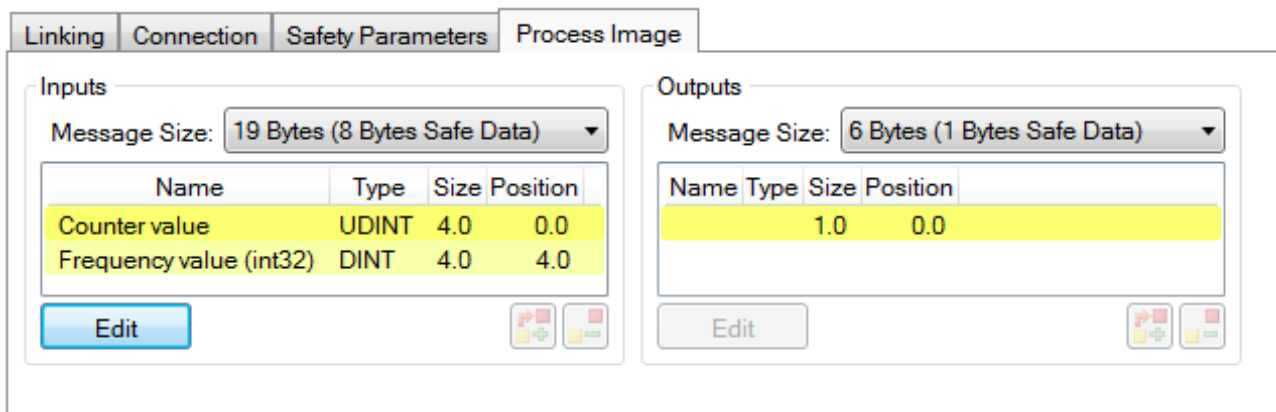 Linking Connection Safety Parameters Process Image
Inputs
Message Size: 19 Bytes (8 Bytes Safe Data)
Name Type Size Position
Counter value UDINT 4.0 0.0
Frequency value (int32) DINT 4.0 4.0
Edit
Outputs
Message Size: 6 Bytes (1 Bytes Safe Data)
Name Type Size Position
1.0 0.0
Edit